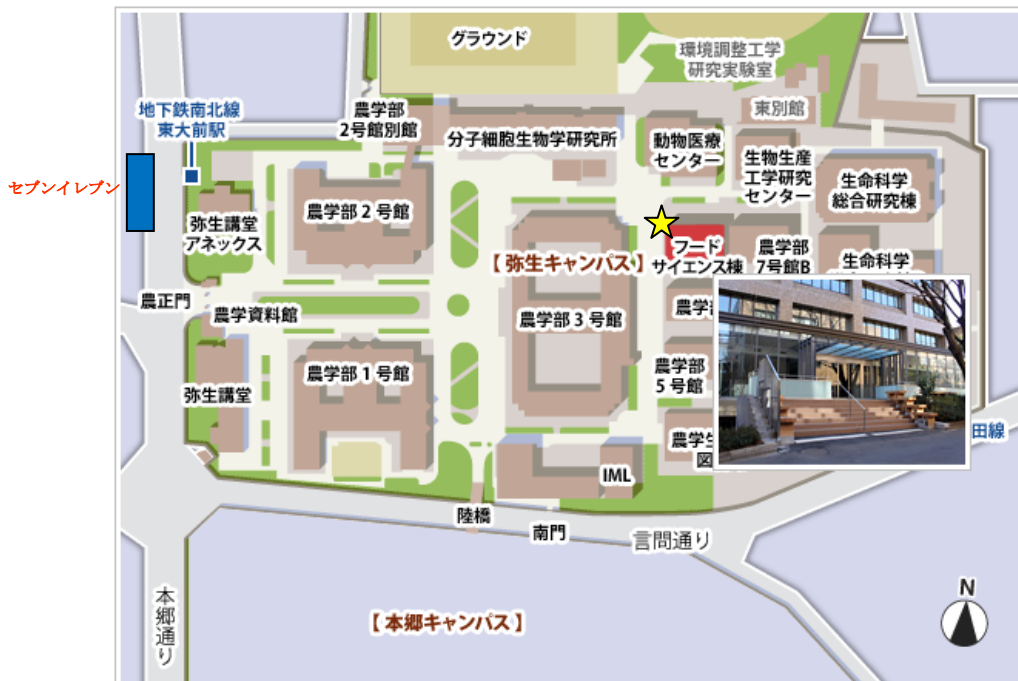 グラウンド
環境調整工学
研究実験室
東別館
地下鉄南北線
東大前駅
農学部
2号館別館
分子細胞生物学研究所
動物医療
センター
生物生産
工学研究
センター
生命科学
総合研究棟
セブンイレブン
弥生講堂
アネックス
農学部2号館
【 弥生キャンパス 】
フード
サイエンス棟
農学部
7号館B
生命科学
農正門
農学資料館
農学部3号館
農学部
弥生講堂
農学部1号館
農学部
5号館
農学生
図
田線
IML
陸橋
南門
言問通り
本郷通り
【 本郷キャンパス 】
N